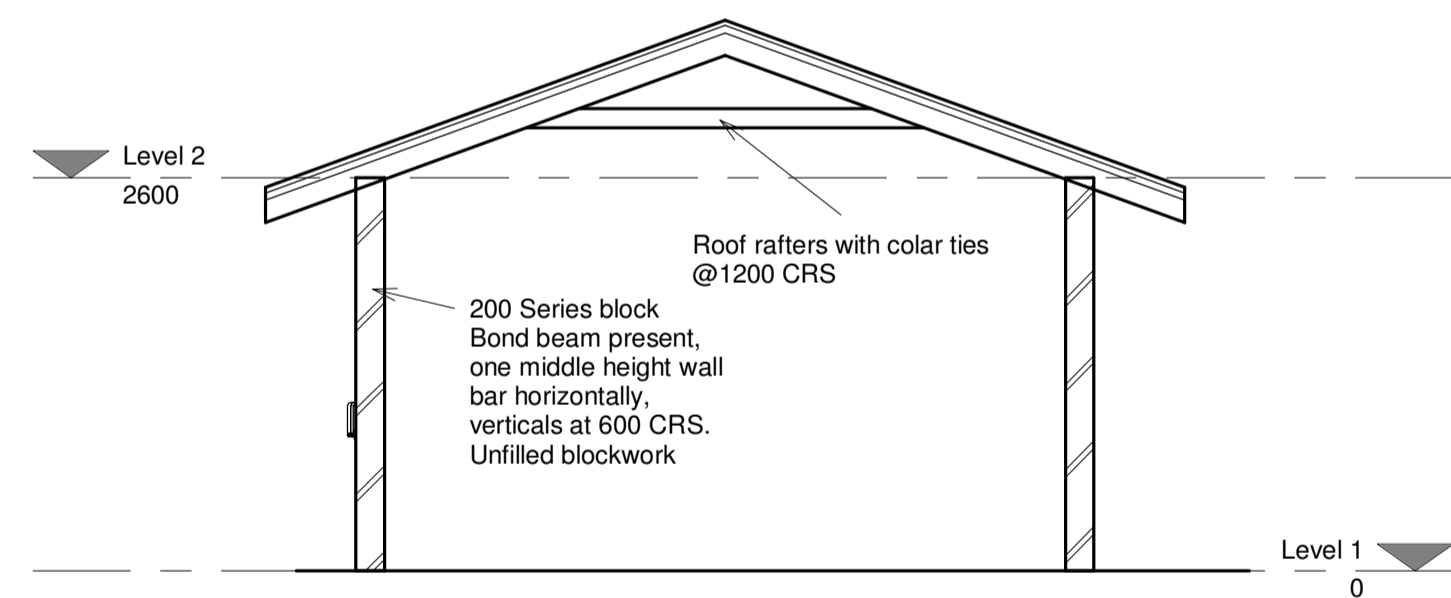 Level 2
2600
Roof rafters with colar ties
@1200 CRS
200 Series block
Bond beam present,
one middle height wall
bar horizontally,
verticals at 600 CRS.
Unfilled blockwork
Level 1
0